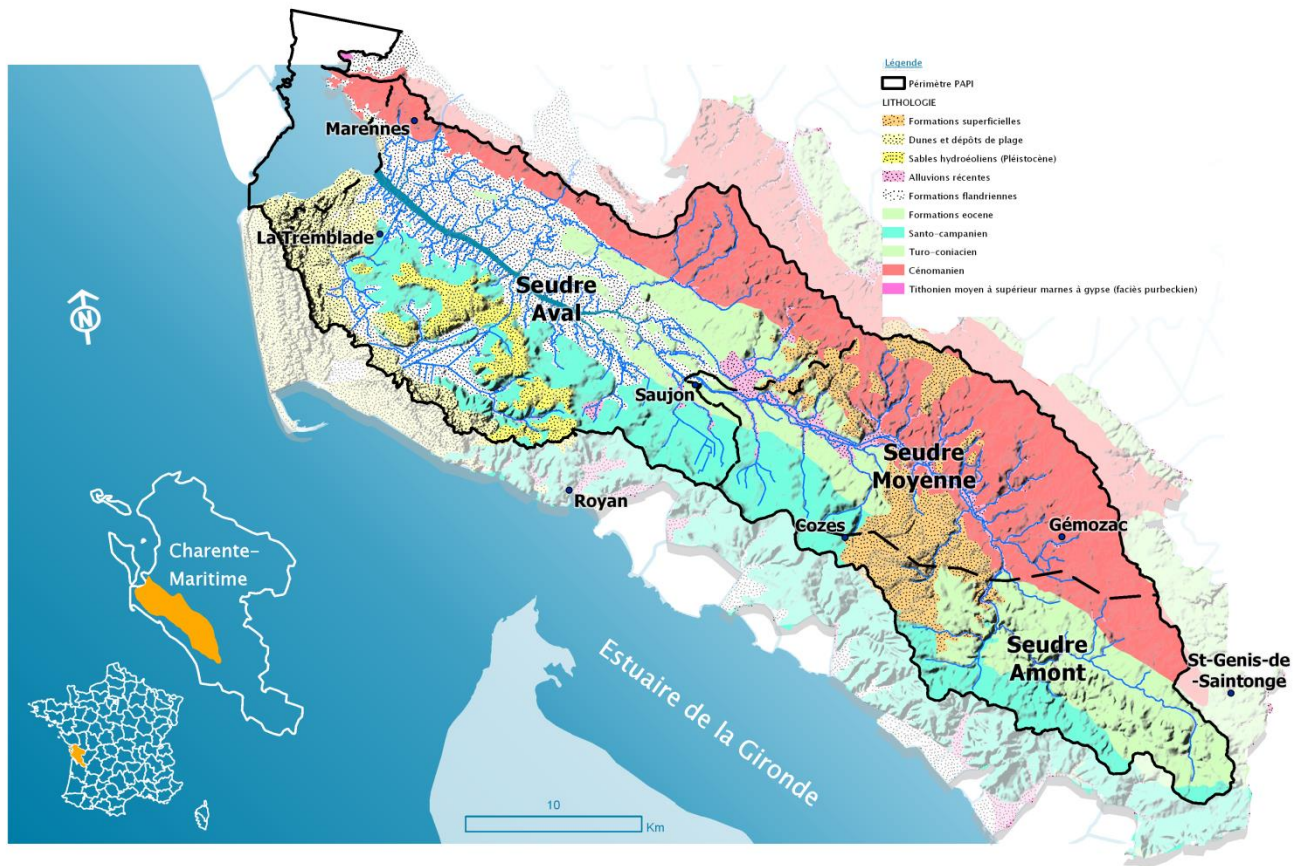 Légende
Périmètre PAPI
LITHOLOGIE
Formations superficielles
Dunes et dépôts de plage
Sables hydroéoliens (Pléistocène)
Alluvions récentes
Formations flandriennes
Formations eocene
Santo-campanien
Turo-coniacien
Cénomanien
Tithonien moyen à supérieur marnes à gypse (faciès purbeckien)
Marennes
La Tremblade
Seudre
Aval
Saujon
Seudre
Moyenne
Royan
Cozes
Gémozac
Charente-
Maritime
Seudre
Amont
St-Genis-de
-Saintonge
Estuaire de la Gironde
N
10
Km